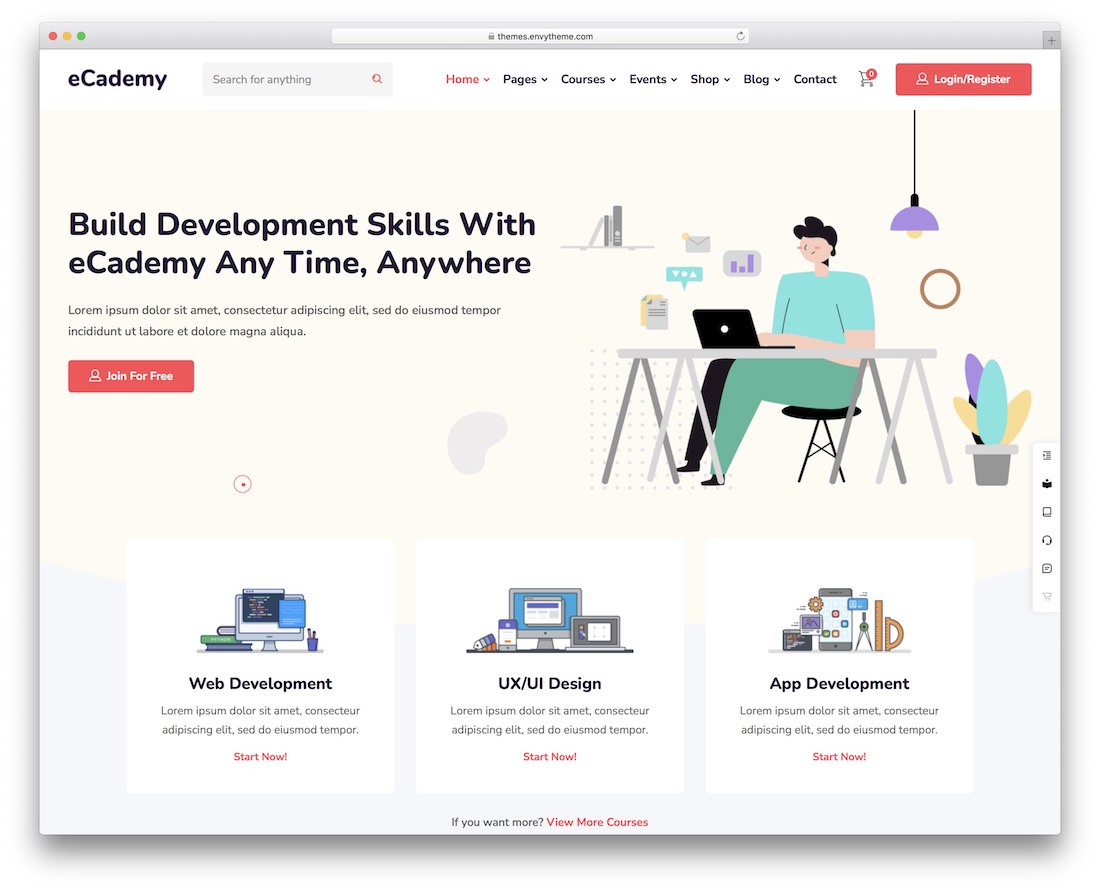 themes.envytheme.com
eCademy
Search for anything
Home Pages Courses Events Shop Blog Contact
0
Login/Register
Build Development Skills With
eCademy Any Time, Anywhere
Lorem ipsum dolor sit amet, consectetur adipiscing elit, sed do eiusmod tempor
incididunt ut labore et dolore magna aliqua.
Join For Free
PYTHON
Web Development
Lorem ipsum dolor sit amet, consectetur
adipiscing elit, sed do eiusmod tempor.
Start Now!
UX/UI Design
Lorem ipsum dolor sit amet, consectetur
adipiscing elit, sed do eiusmod tempor.
Start Now!
App Development
Lorem ipsum dolor sit amet, consectetur
adipiscing elit, sed do eiusmod tempor.
Start Now!
If you want more? View More Courses